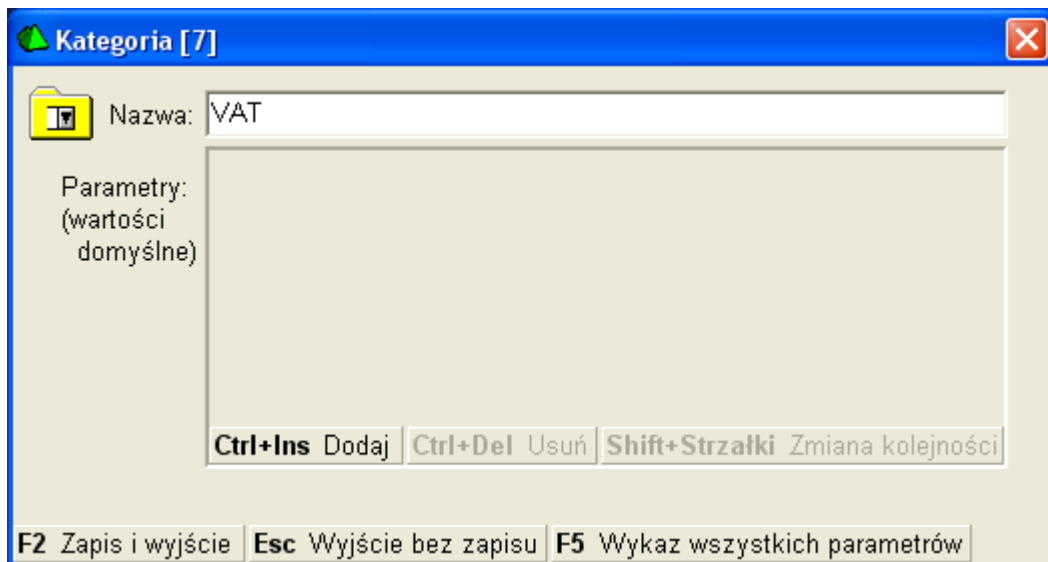 Kategoria [7]
Nazwa: VAT
Parametry:
(wartości
domyślne)
Ctrl+Ins Dodaj Ctrl+Del Usuń Shift+Strzałki Zmiana kolejności
F2 Zapis i wyjście Esc Wyjście bez zapisu F5 Wykaz wszystkich parametrów